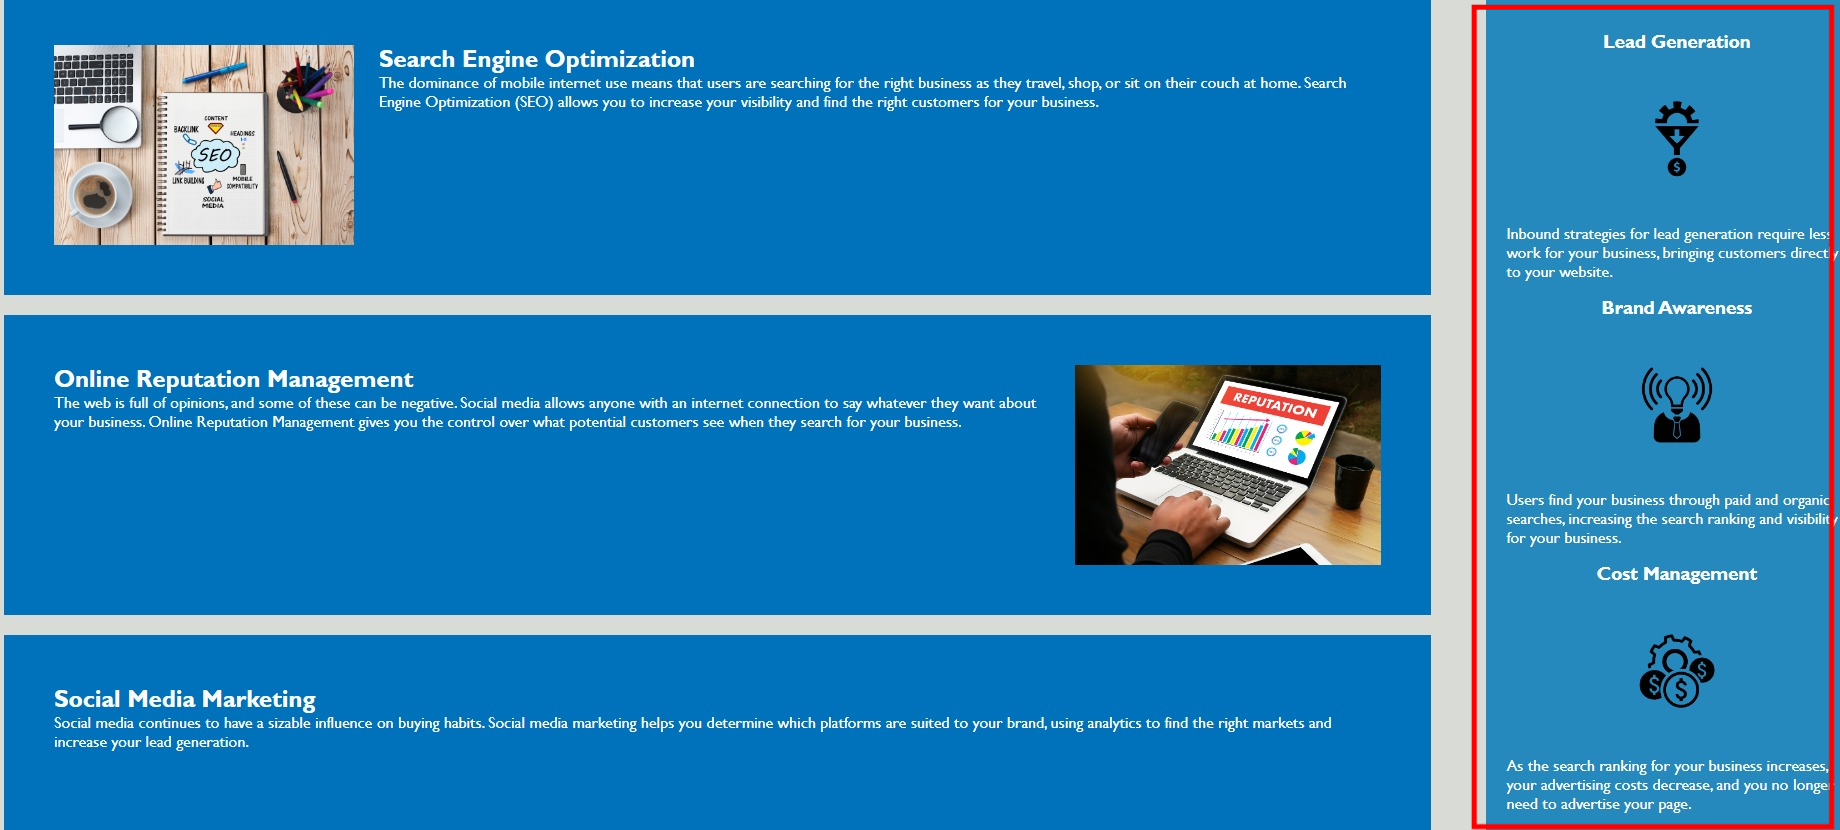 Search Engine Optimization
The dominance of mobile internet use means that users are searching for the right business as they travel, shop, or sit on their couch at home. Search
Engine Optimization (SEO) allows you to increase your visibility and find the right customers for your business.
CONTENT
BACKLINK
HEADINGS
SEO
LINK BUILDING
MOBILE
COMPATIBILITY
SOCIAL
MEDIA
Online Reputation Management
The web is full of opinions, and some of these can be negative. Social media allows anyone with an internet connection to say whatever they want about
your business. Online Reputation Management gives you the control over what potential customers see when they search for your business.
REPUTATION
Social Media Marketing
Social media continues to have a sizable influence on buying habits. Social media marketing helps you determine which platforms are suited to your brand, using analytics to find the right markets and
increase your lead generation.
Lead Generation
$
Inbound strategies for lead generation require less
work for your business, bringing customers directly
to your website.
Brand Awareness
Users find your business through paid and organic
searches, increasing the search ranking and visibility
for your business.
Cost Management
$ $ $
As the search ranking for your business increases,
your advertising costs decrease, and you no longer
need to advertise your page.